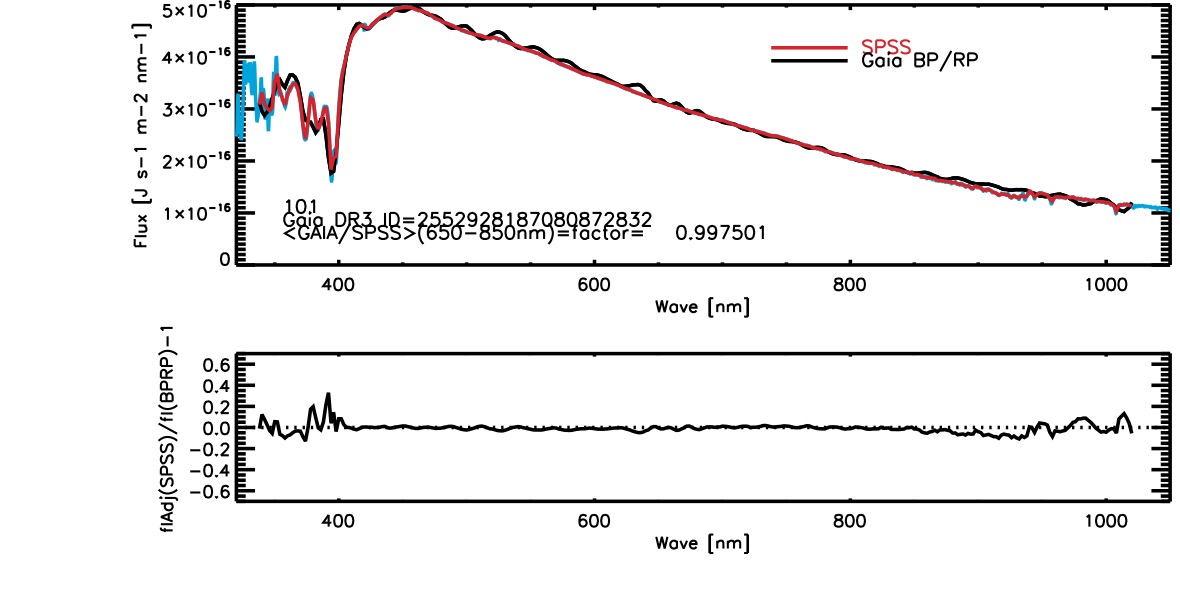 5×10−16
4×10−16
3×10−16
2×10−16
1×10−16
0
Flux [J s−1 m−2 nm−1]
SPSS
Gaia BP/RP
101
Gaia DR3 ID=2552928187080872832
<GAIA/SPSS>(650−850nm)=factor= 0.997501
400 600 800 1000
Wave [nm]
flAdj(SPSS)/fl(BPRP)−1
0.6
0.4
0.2
0.0
−0.2
−0.4
−0.6
400 600 800 1000
Wave [nm]